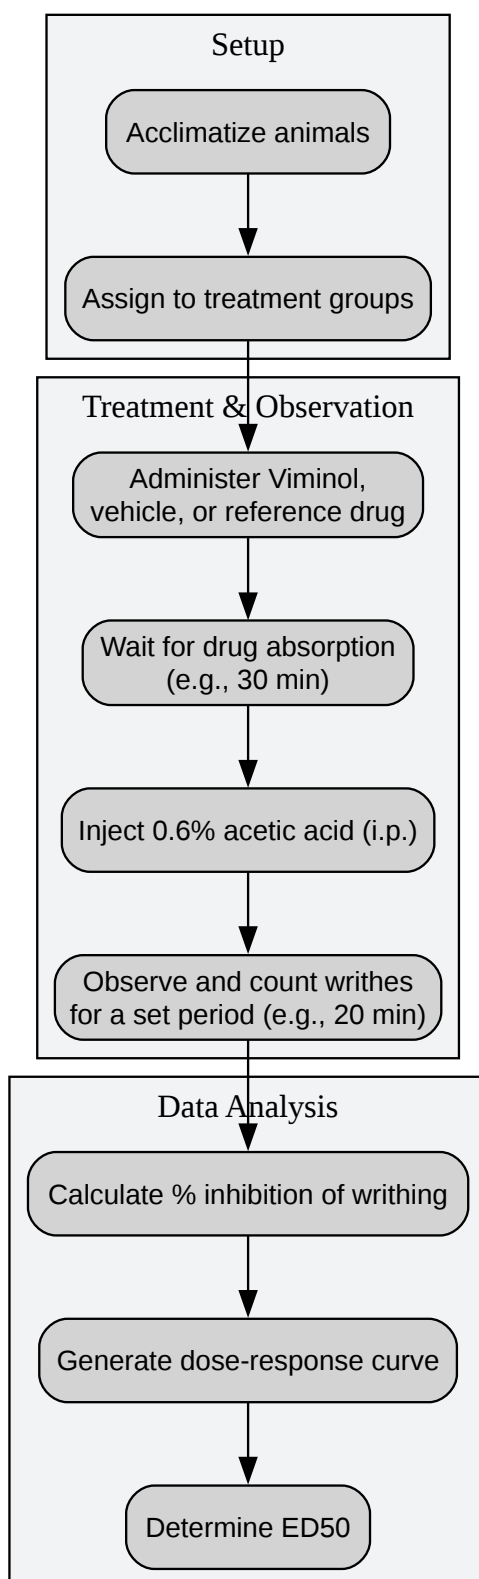 Setup
Acclimatize animals
Assign to treatment groups
Treatment & Observation
Administer Viminol,
vehicle, or reference drug
Wait for drug absorption
(e.g., 30 min)
Inject 0.6% acetic acid (i.p.)
Observe and count writhes
for a set period (e.g., 20 min)
Data Analysis
Calculate % inhibition of writhing
Generate dose-response curve
Determine ED50